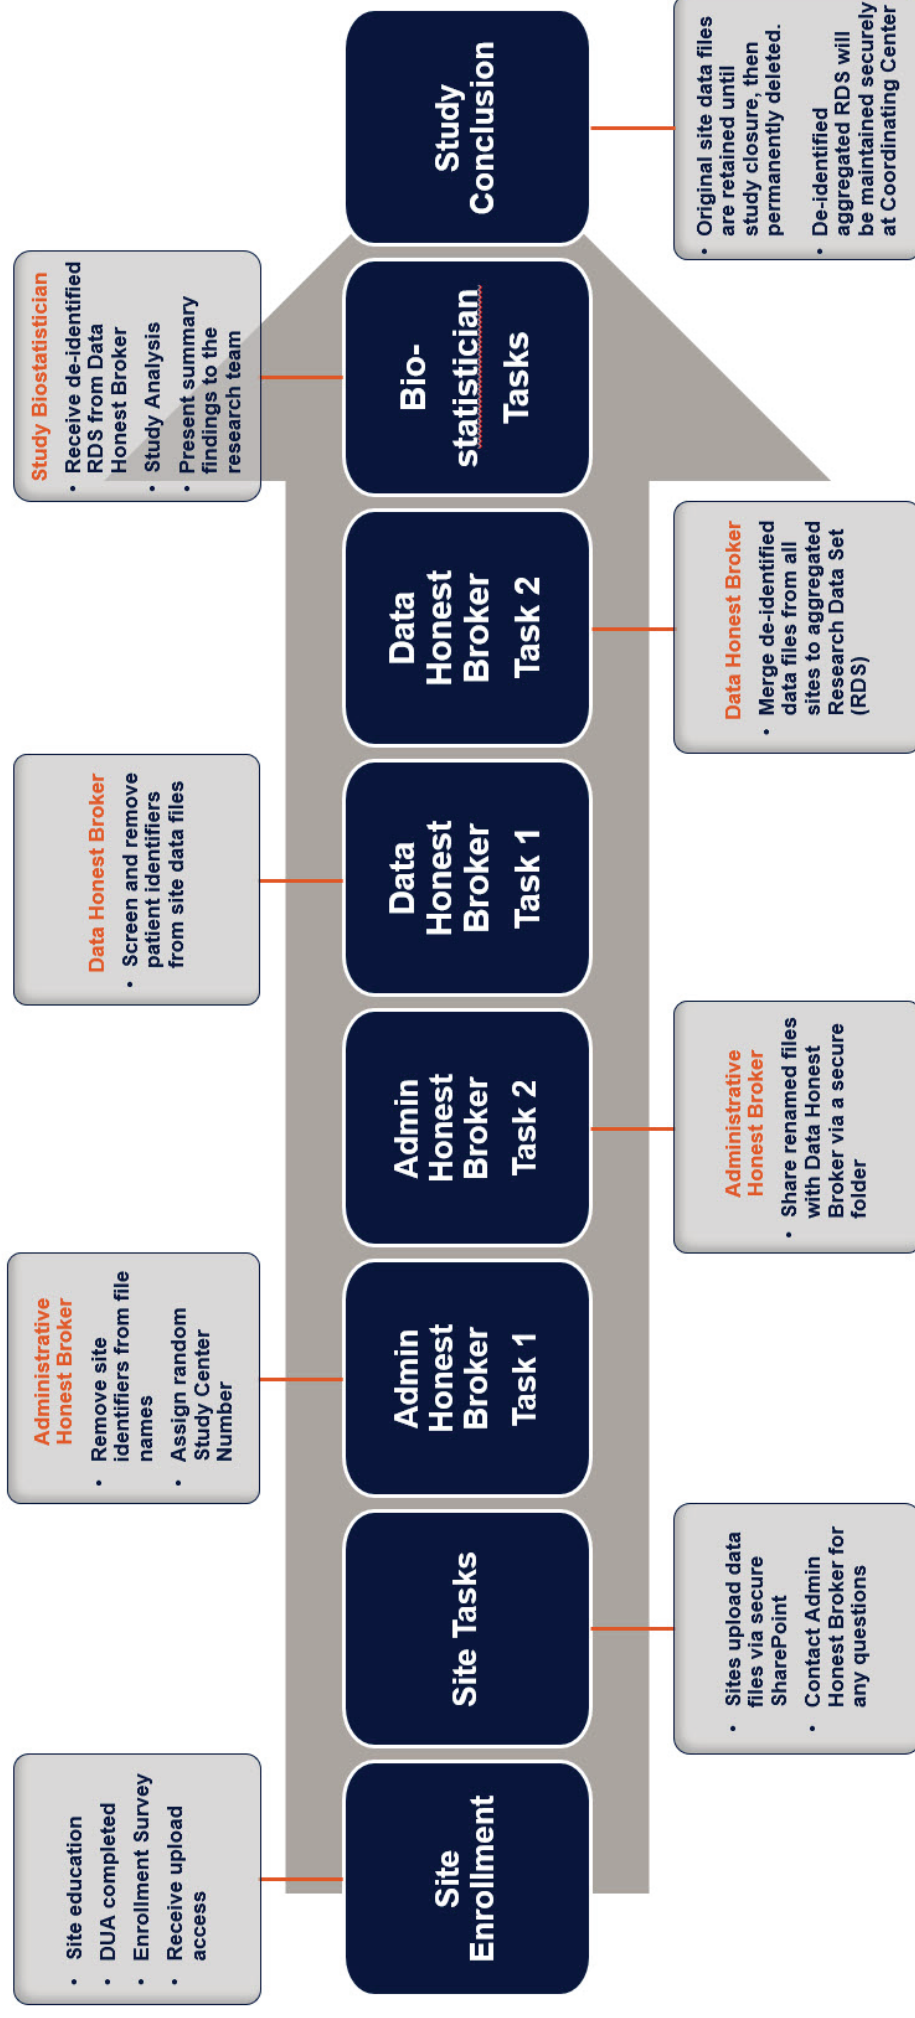 Site education
DUA completed
Enrollment Survey
Receive upload
access
Site
Enrollment
Site Tasks
Sites upload data
files via secure
SharePoint
Contact Admin
Honest Broker for
any questions
Administrative
Honest Broker
Remove site
identifiers from file
names
Assign random
Study Center
Number
Admin
Honest
Broker
Task 1
Admin
Honest
Broker
Task 2
Administrative
Honest Broker
Share renamed files
with Data Honest
Broker via a secure
folder
Data Honest Broker
Screen and remove
patient identifiers
from site data files
Data
Honest
Broker
Task 1
Data
Honest
Broker
Task 2
Data Honest Broker
Merge de-identified
data files from all
sites to aggregated
Research Data Set
(RDS)
Study Biostatistician
Receive de-identified
RDS from Data
Honest Broker
Study Analysis
Present summary
findings to the
research team
Bio-
statistician
Tasks
Study
Conclusion
Original site data files
are retained until
study closure, then
permanently deleted.
De-identified
aggregated RDS will
be maintained securely
at Coordinating Center